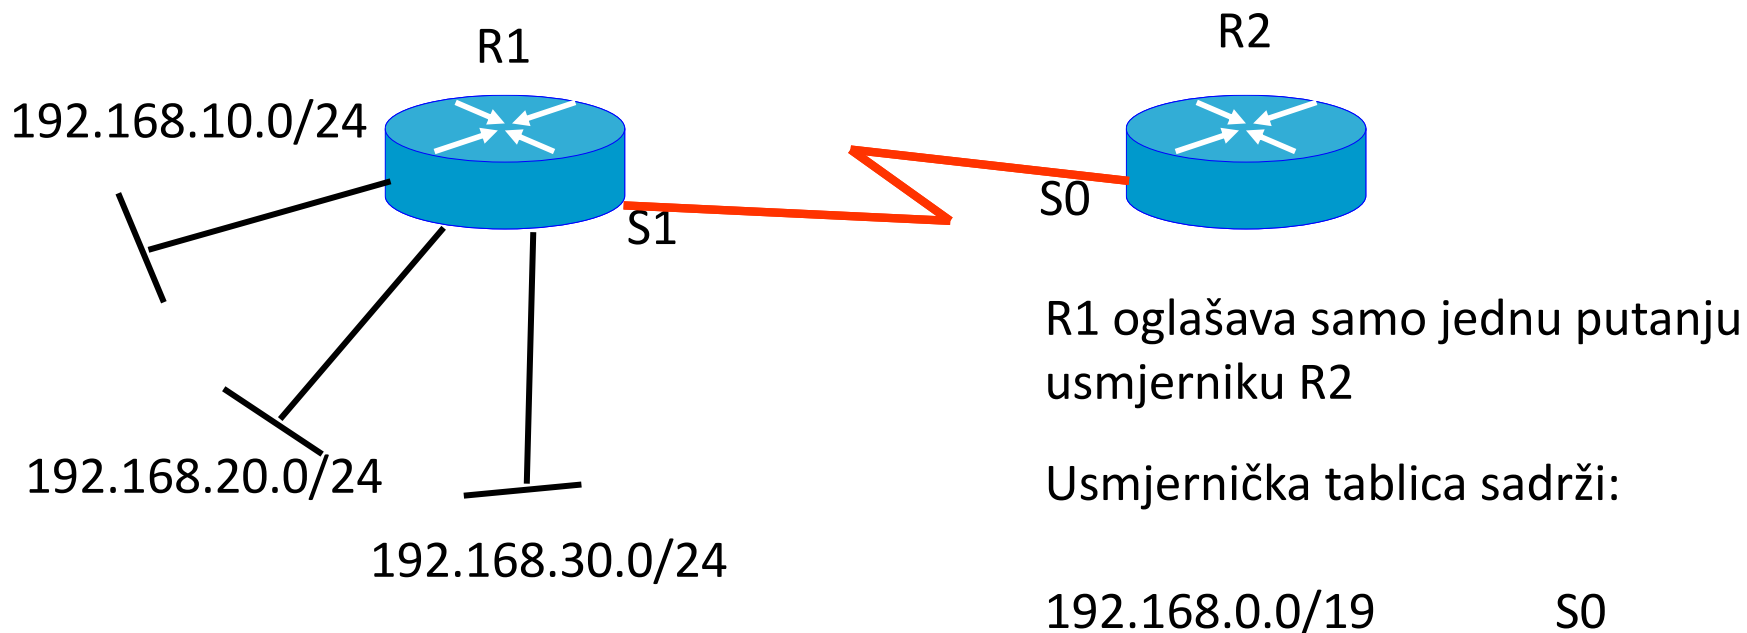 R1
R2
192.168.10.0/24
S1
S0
192.168.20.0/24
192.168.30.0/24
R1 oglašava samo jednu putanju
usmjerniku R2
Usmjernička tablica sadrži:
192.168.0.0/19 S0